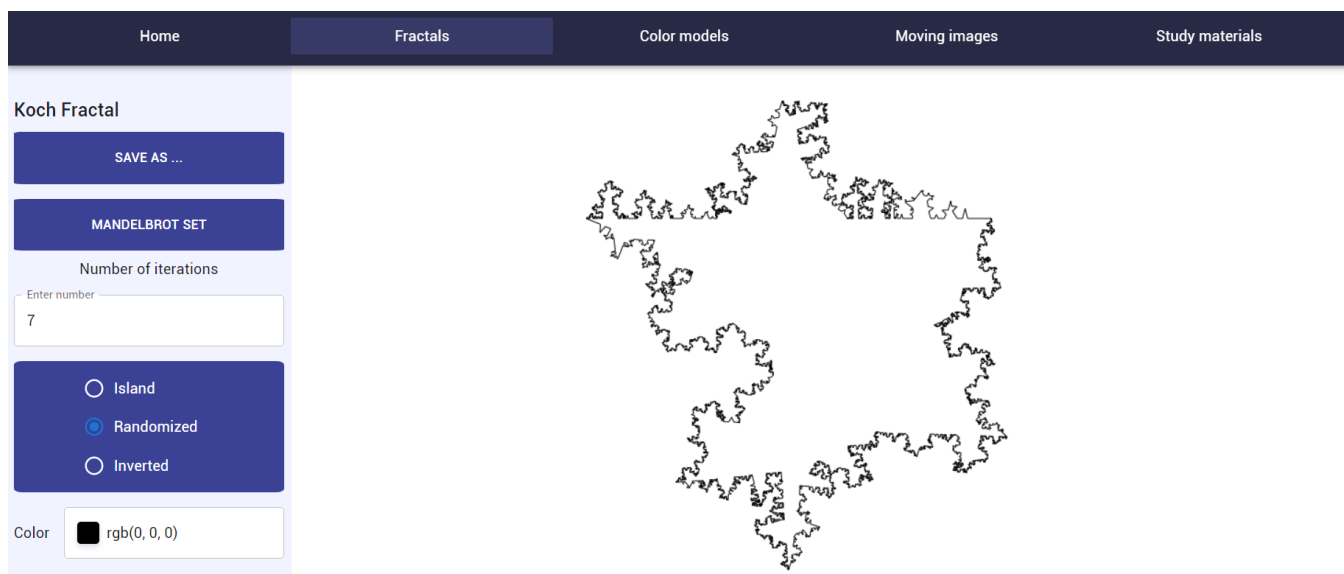 Home Fractals Color models Moving images Study materials
Koch Fractal
SAVE AS ...
MANDELBROT SET
Number of iterations
Enter number
7
Island
Randomized
Inverted
Color rgb(0, 0, 0)